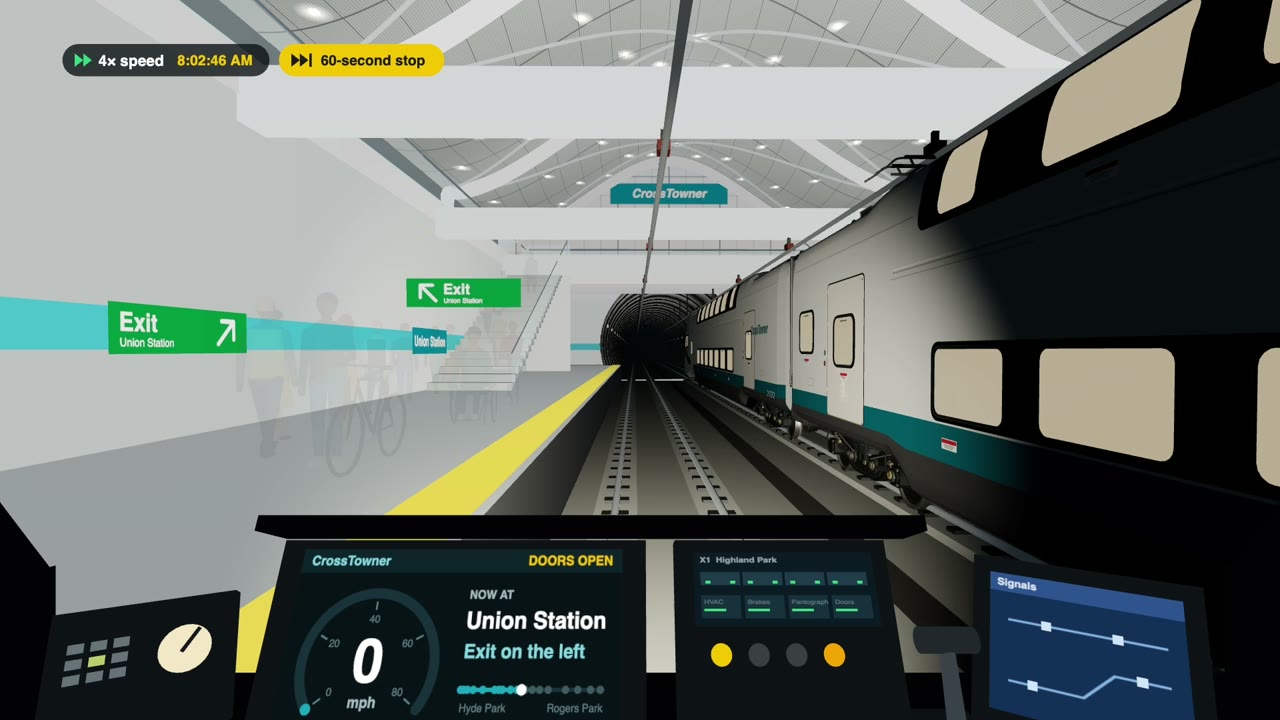 4x speed 8:02:46 AM
60-second stop
CrossTowner
Exit
Union Station
Exit
Union Station
Union Station
CrossTowner
CrossTowner
DOORS OPEN
NOW AT
Union Station
Exit on the left
0
20
40
60
80
0
mph
Hyde Park
Rogers Park
X1 Highland Park
HVAC
Brakes
Pantograph
Doors
Signals